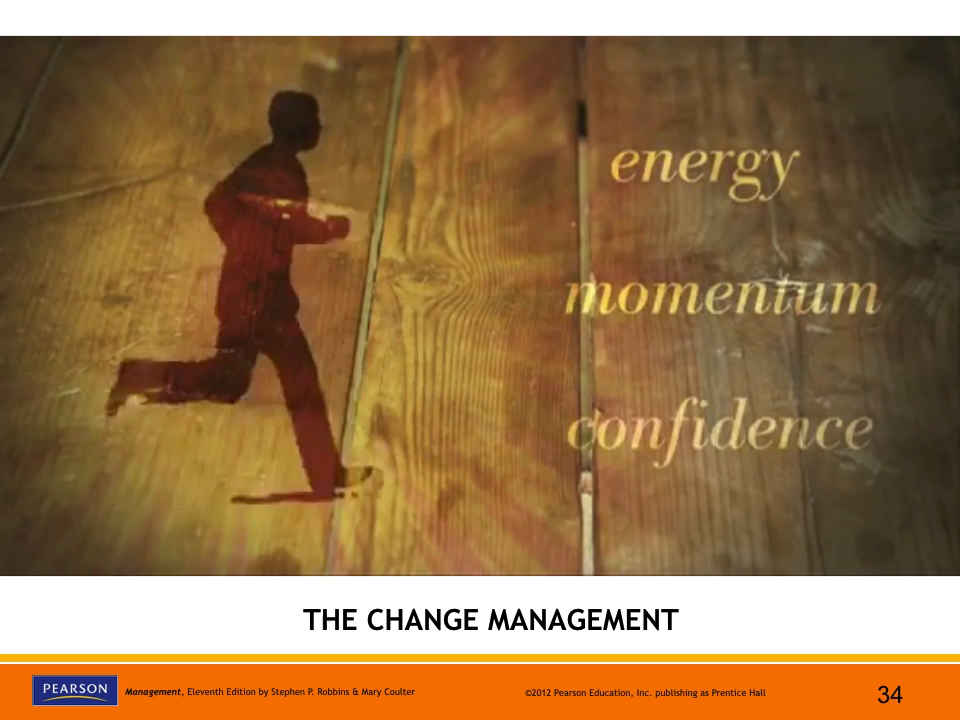 energy
momentum
confidence
THE CHANGE MANAGEMENT
PEARSON
Management, Eleventh Edition by Stephen P. Robbins & Mary Coulter
©2012 Pearson Education, Inc. publishing as Prentice Hall
34